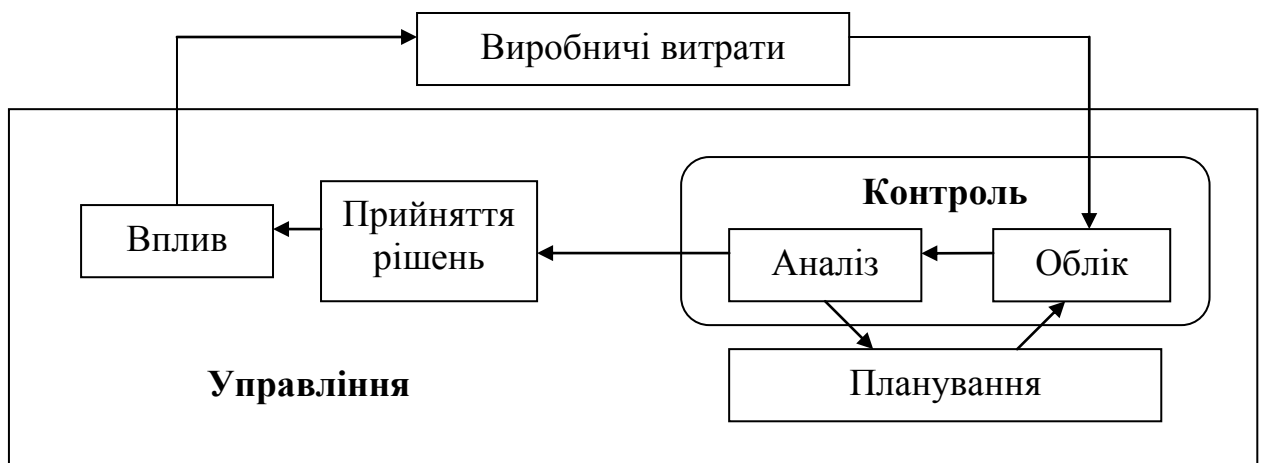 Виробничі витрати
Контроль
Вплив
Прийняття
рішень
Аналіз
Облік
Управління
Планування